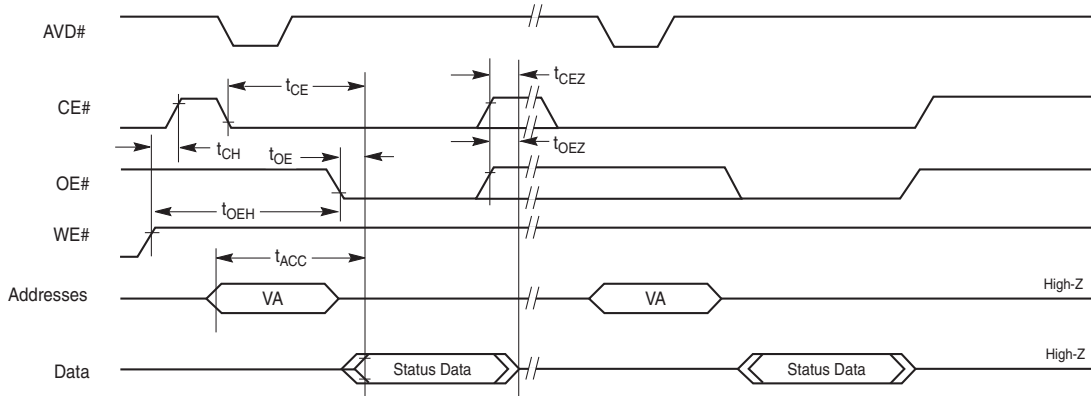 AVD#
tCEZ
tCE
CE#
tCH
tOE
tOEZ
OE#
tOEH
WE#
tACC
Addresses
VA
VA
High-Z
Data
Status Data
Status Data
High-Z